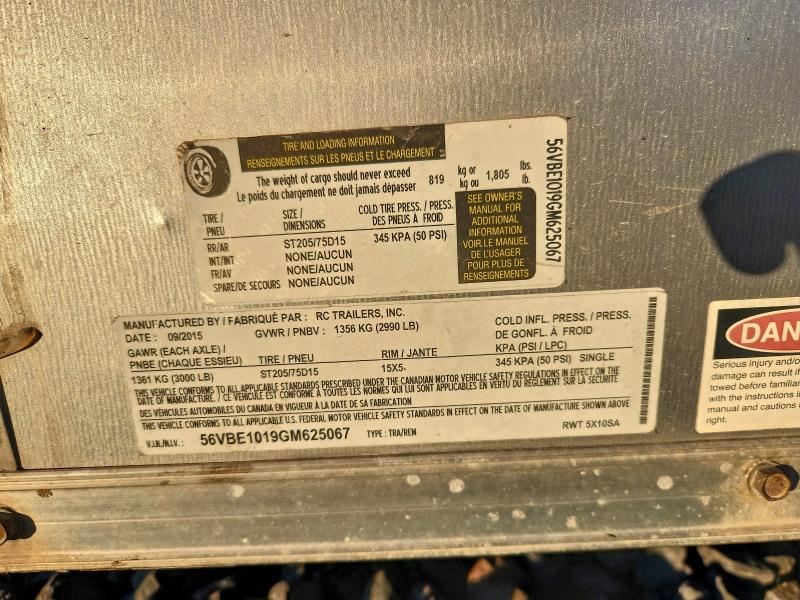 TIRE AND LOADING INFORMATION
RENSEIGNEMENTS SUR LES PNEUS ET LE CHARGEMENT
The weight of cargo should never exceed 819 kg or 1,805 lbs.
Le poids du chargement ne doit jamais dépasser kg ou lb.
TIRE / SIZE / COLD TIRE PRESS. / PRESS.
PNEU DIMENSIONS DES PNEUS À FROID
RR/AR ST205/75D15 345 KPA (50 PSI)
INT/INT NONE/AUCUN
FR/AV NONE/AUCUN
SPARE/DE SECOURS NONE/AUCUN
SEE OWNER'S
MANUAL FOR
ADDITIONAL
INFORMATION
VOIR LE MANUEL
DE L'USAGER
POUR PLUS DE
RENSEIGNEMENTS
56VBE1019GM625067
MANUFACTURED BY / FABRIQUÉ PAR : RC TRAILERS, INC.
DATE : 09/2015 GVWR / PNBV : 1356 KG (2990 LB)
COLD INFL. PRESS. / PRESS.
DE GONFL. À FROID
KPA (PSI / LPC)
GAWR (EACH AXLE) /
PNBE (CHAQUE ESSIEU) TIRE / PNEU RIM / JANTE
1361 KG (3000 LB) ST205/75D15 15X5. 345 KPA (50 PSI) SINGLE
THIS VEHICLE CONFORMS TO ALL APPLICABLE STANDARDS PRESCRIBED UNDER THE CANADIAN MOTOR VEHICLE SAFETY REGULATIONS IN EFFECT ON THE
DATE OF MANUFACTURE. / CE VÉHICULE EST CONFORME À TOUTES LES NORMES QUI LUI SONT APPLICABLES EN VERTU DU RÈGLEMENT SUR LA SÉCURITÉ
DES VÉHICULES AUTOMOBILES DU CANADA EN VIGUEUR À LA DATE DE SA FABRICATION
THIS VEHICLE CONFORMS TO ALL APPLICABLE U.S. FEDERAL MOTOR VEHICLE SAFETY STANDARDS IN EFFECT ON THE DATE OF MANUFACTURE SHOWN ABOVE
V.I.N./N.I.V. : 56VBE1019GM625067 TYPE : TRA/REM RWT 5X10SA
DAN
Serious injury and/o
damage can result if
towed before familiar
with the instructions i
manual and cautions o
right.